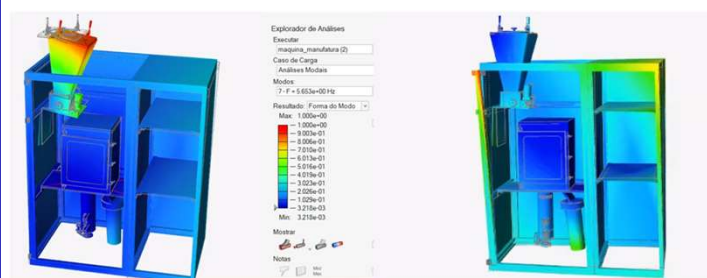 Explorador de Análises
Executar
maquina_manufatura (2)
Caso de Carga
Análises Modais
Modos:
7 - F = 5.653e+00 Hz
Resultado: Forma do Modo
Max: 1.000e+00
1.000e+00
9.003e-01
8.006e-01
7.010e-01
6.013e-01
5.016e-01
4.019e-01
3.023e-01
2.026e-01
1.029e-01
3.218e-03
Min: 3.218e-03
Mostrar
Notas